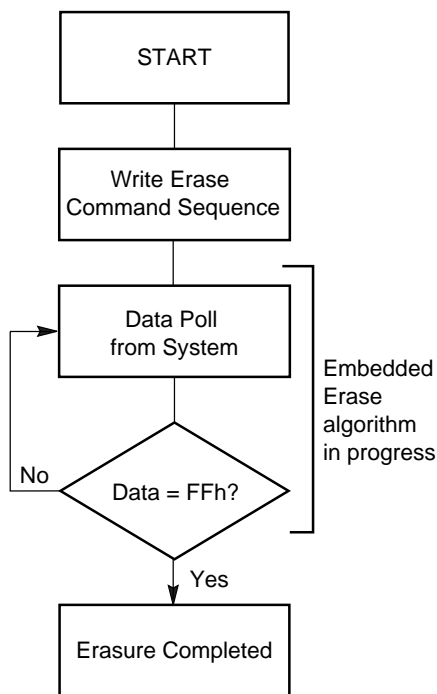 START
Write Erase
Command Sequence
Data Poll
from System
Embedded
Erase
algorithm
in progress
No
Data = FFh?
Yes
Erasure Completed